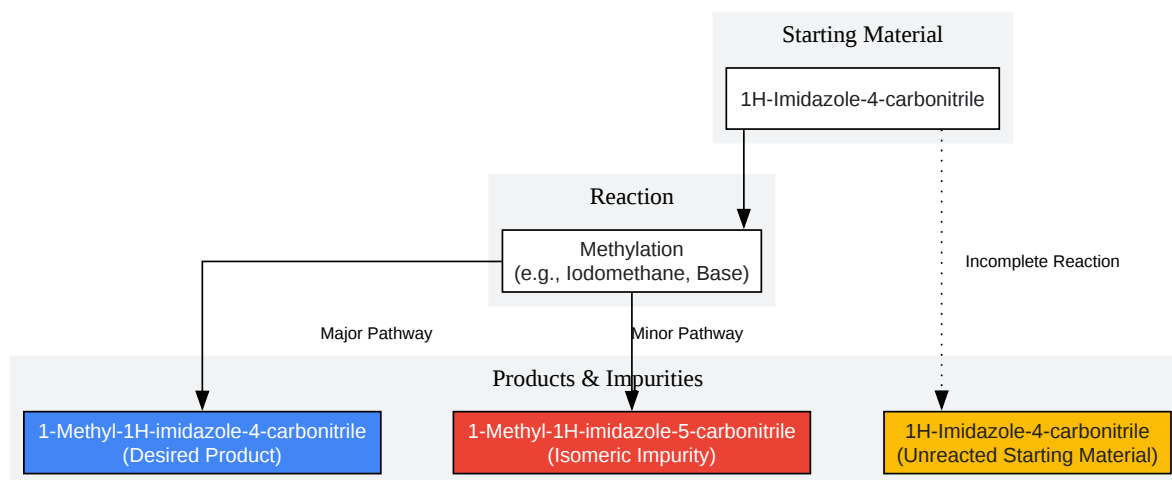 Starting Material
1H-Imidazole-4-carbonitrile
Reaction
Methylation
(e.g., Iodomethane, Base)
Incomplete Reaction
Major Pathway
Minor Pathway
Products & Impurities
1-Methyl-1H-imidazole-4-carbonitrile
(Desired Product)
1-Methyl-1H-imidazole-5-carbonitrile
(Isomeric Impurity)
1H-Imidazole-4-carbonitrile
(Unreacted Starting Material)